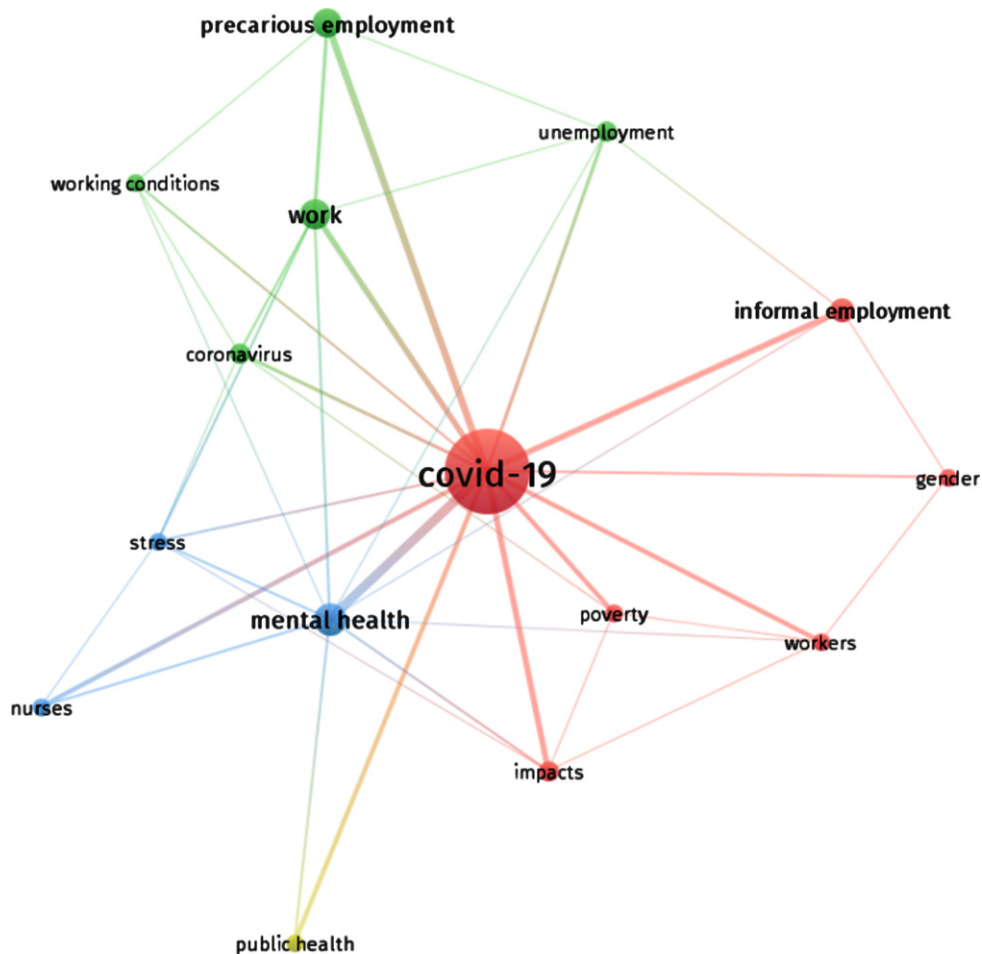 precarious employment
unemployment
working conditions
work
informal employment
coronavirus
covid-19
gender
stress
mental health
poverty
workers
nurses
impacts
public health